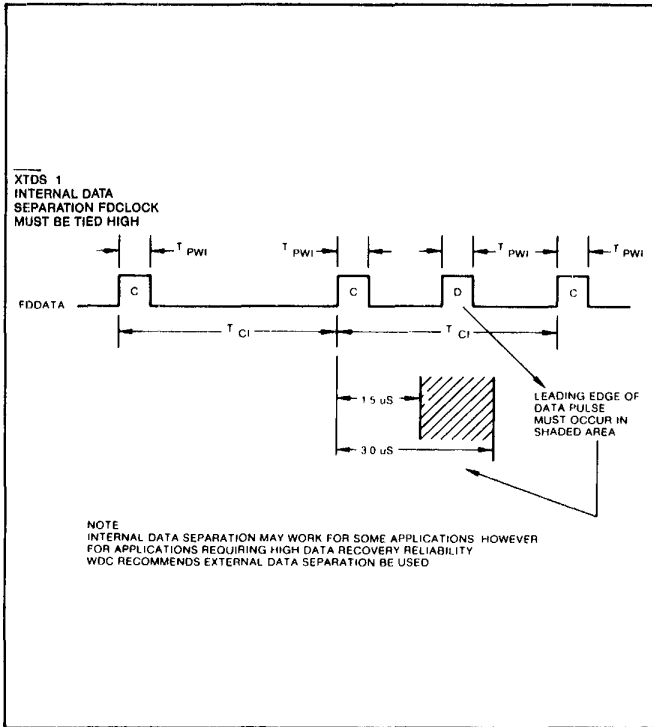 XTDS 1
INTERNAL DATA
SEPARATION FDCLOCK
MUST BE TIED HIGH
T PWI T PWI T PWI T PWI
C C D C
FDDATA
T CI T CI
1 5 uS
3 0 uS
LEADING EDGE OF
DATA PULSE
MUST OCCUR IN
SHADED AREA
NOTE
INTERNAL DATA SEPARATION MAY WORK FOR SOME APPLICATIONS HOWEVER
FOR APPLICATIONS REQUIRING HIGH DATA RECOVERY RELIABILITY
WDC RECOMMENDS EXTERNAL DATA SEPARATION BE USED